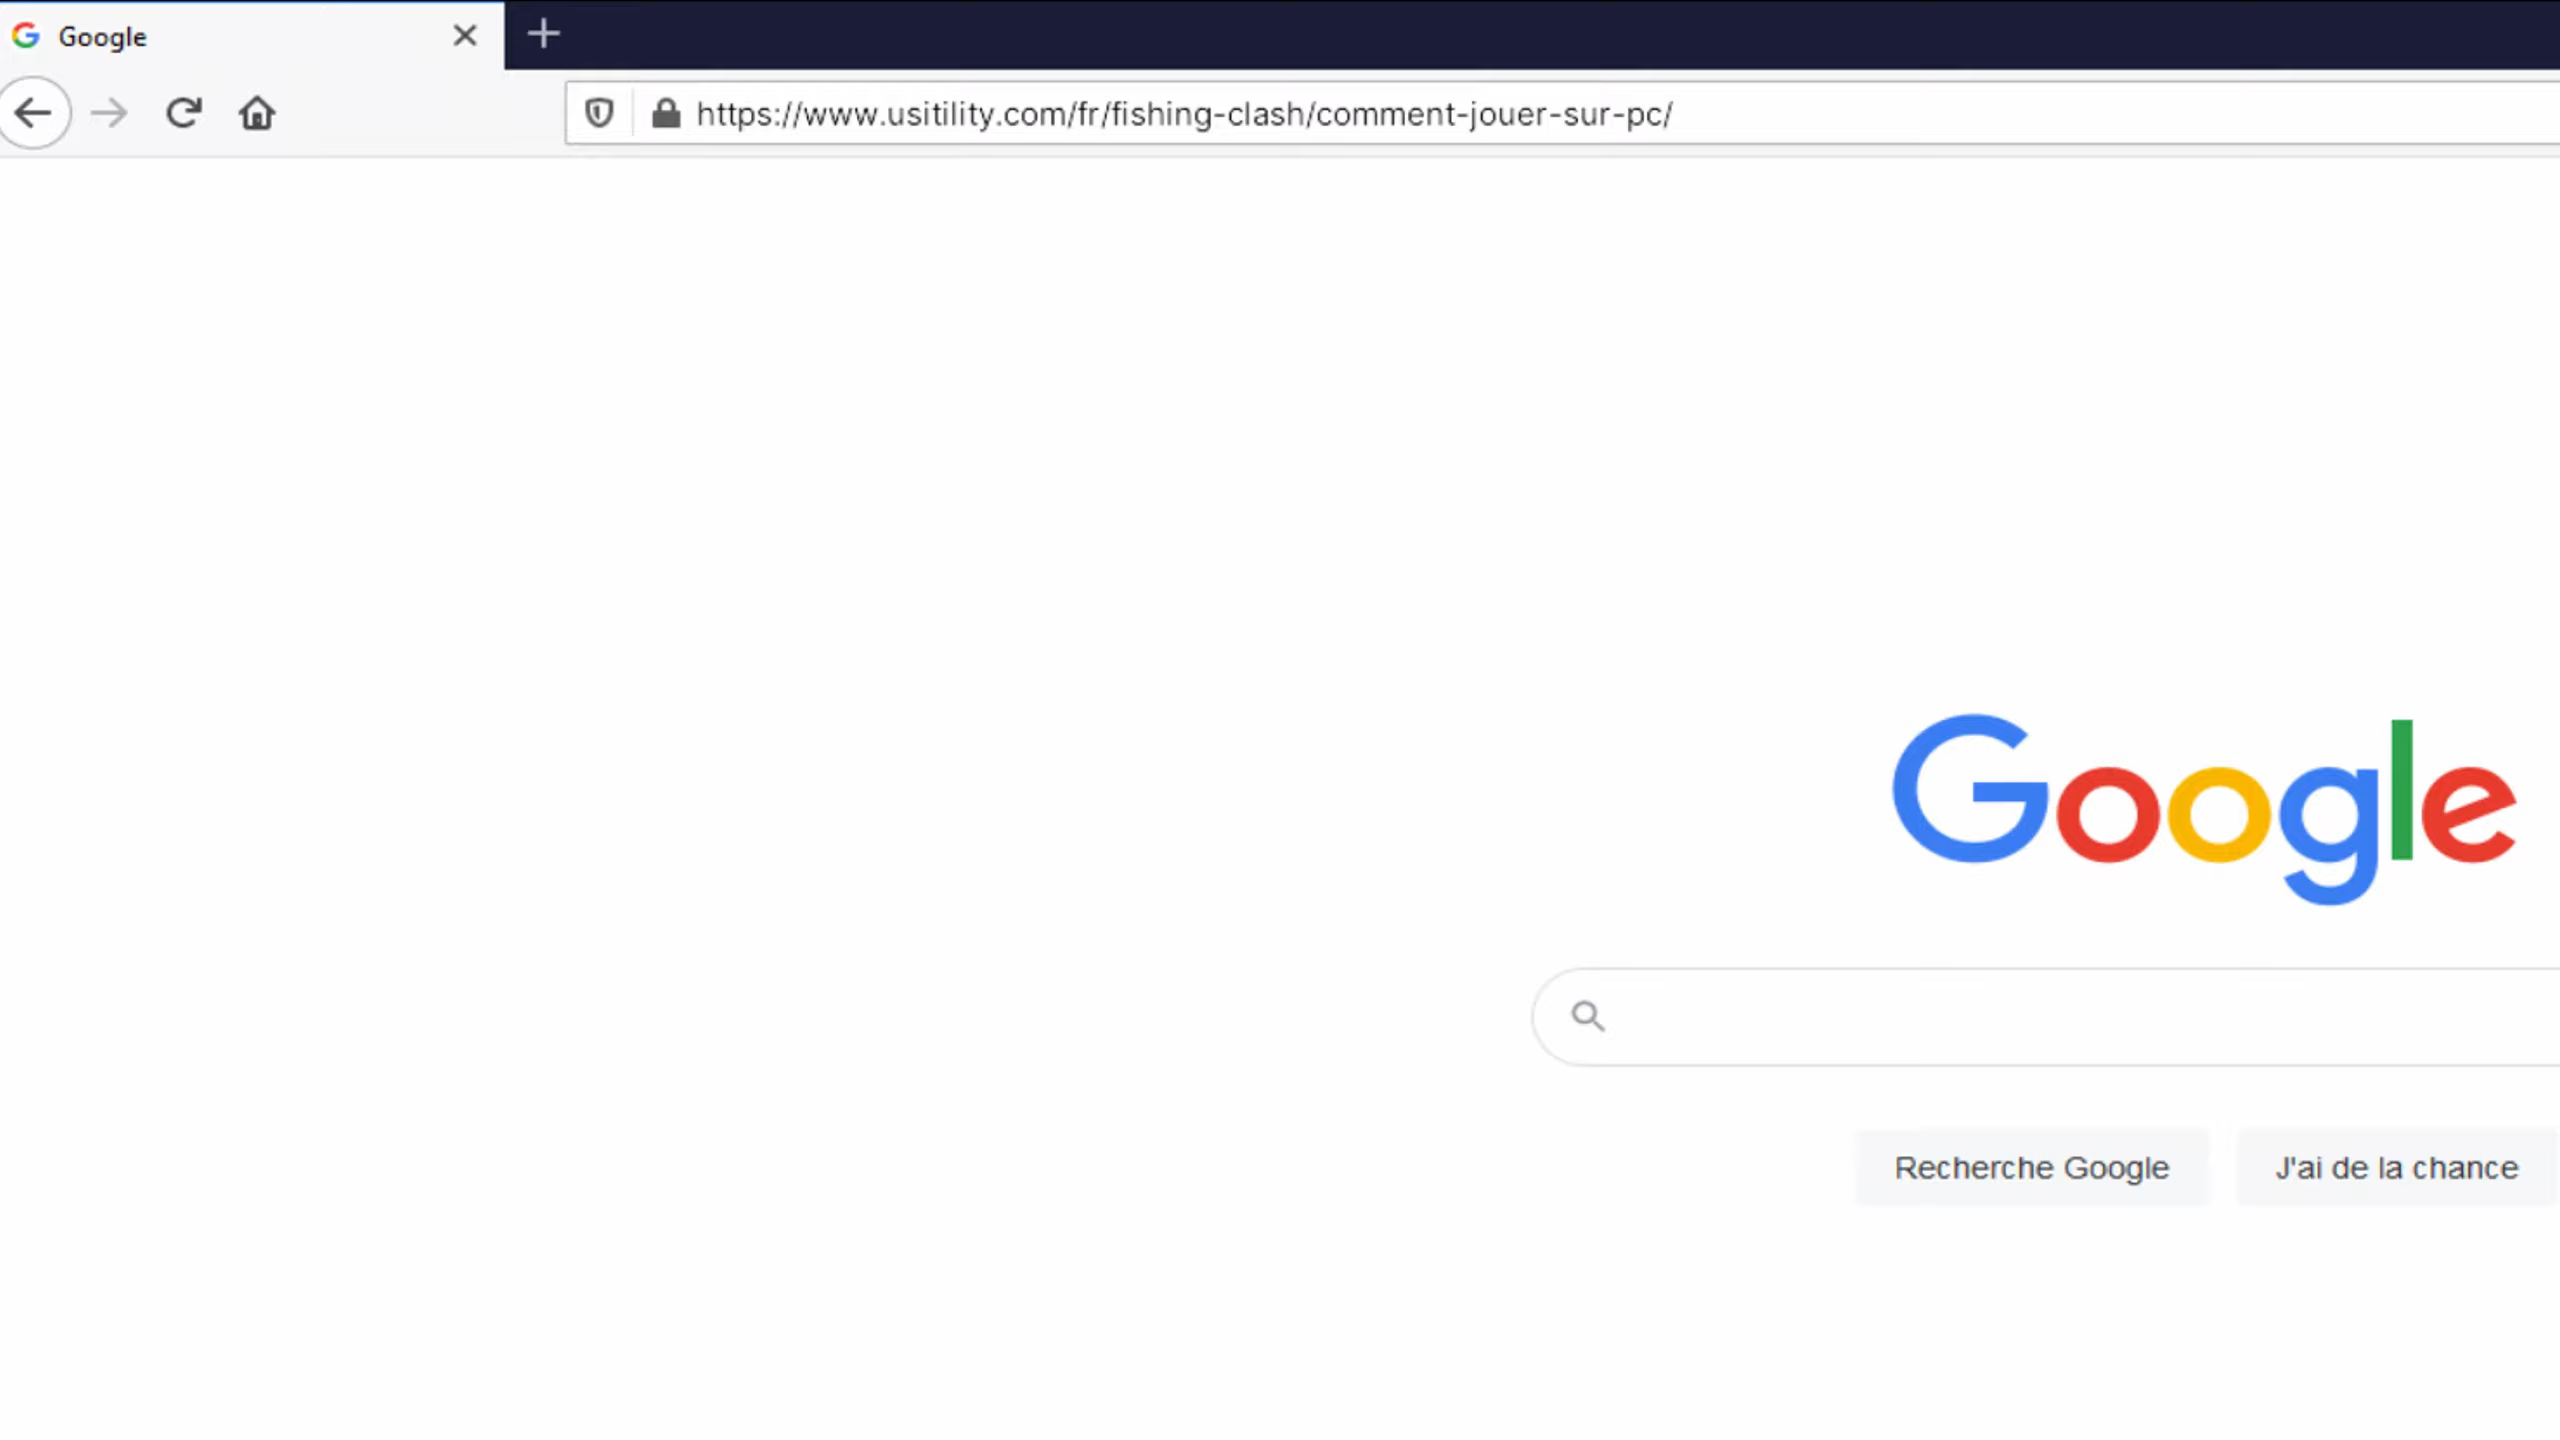 Google
https://www.usitility.com/fr/fishing-clash/comment-jouer-sur-pc/
Google
Recherche Google
J'ai de la chance